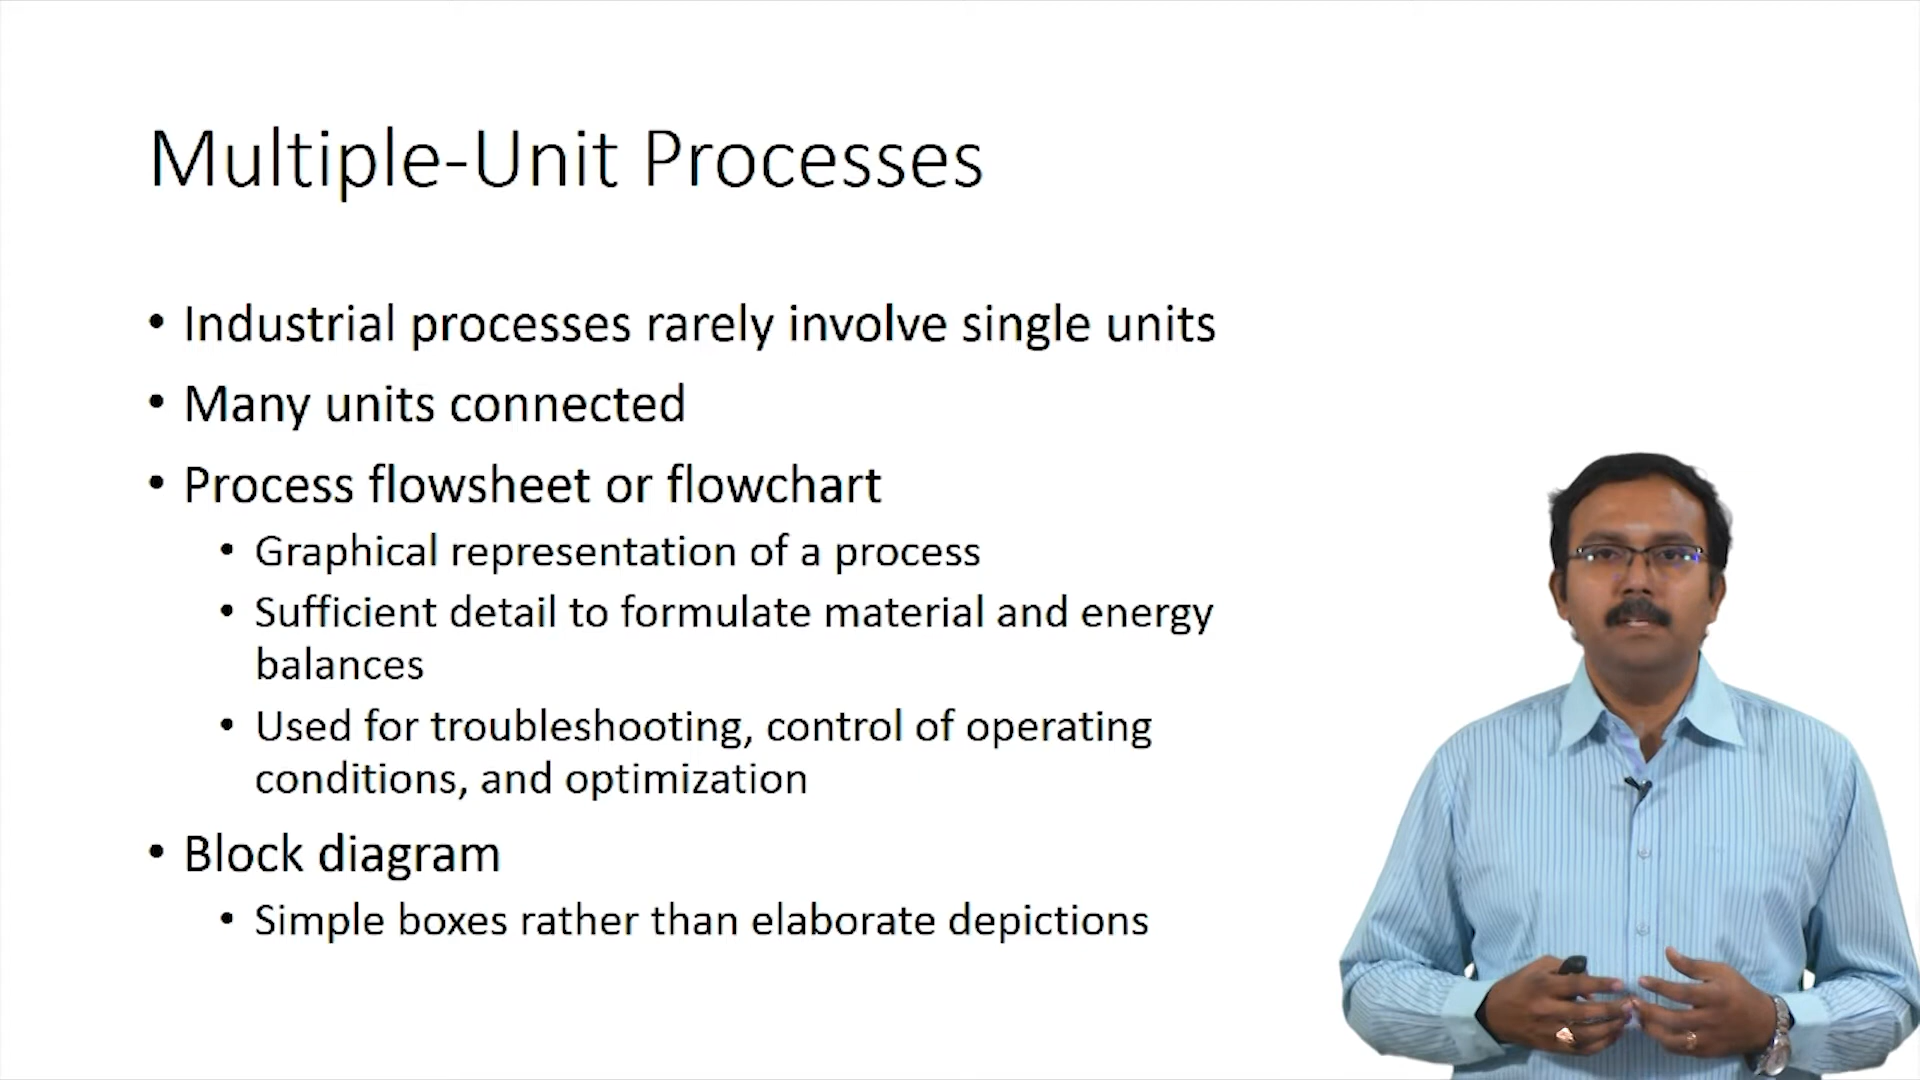 Multiple-Unit Processes
• Industrial processes rarely involve single units
• Many units connected
• Process flowsheet or flowchart
• Graphical representation of a process
• Sufficient detail to formulate material and energy
balances
• Used for troubleshooting, control of operating
conditions, and optimization
• Block diagram
• Simple boxes rather than elaborate depictions